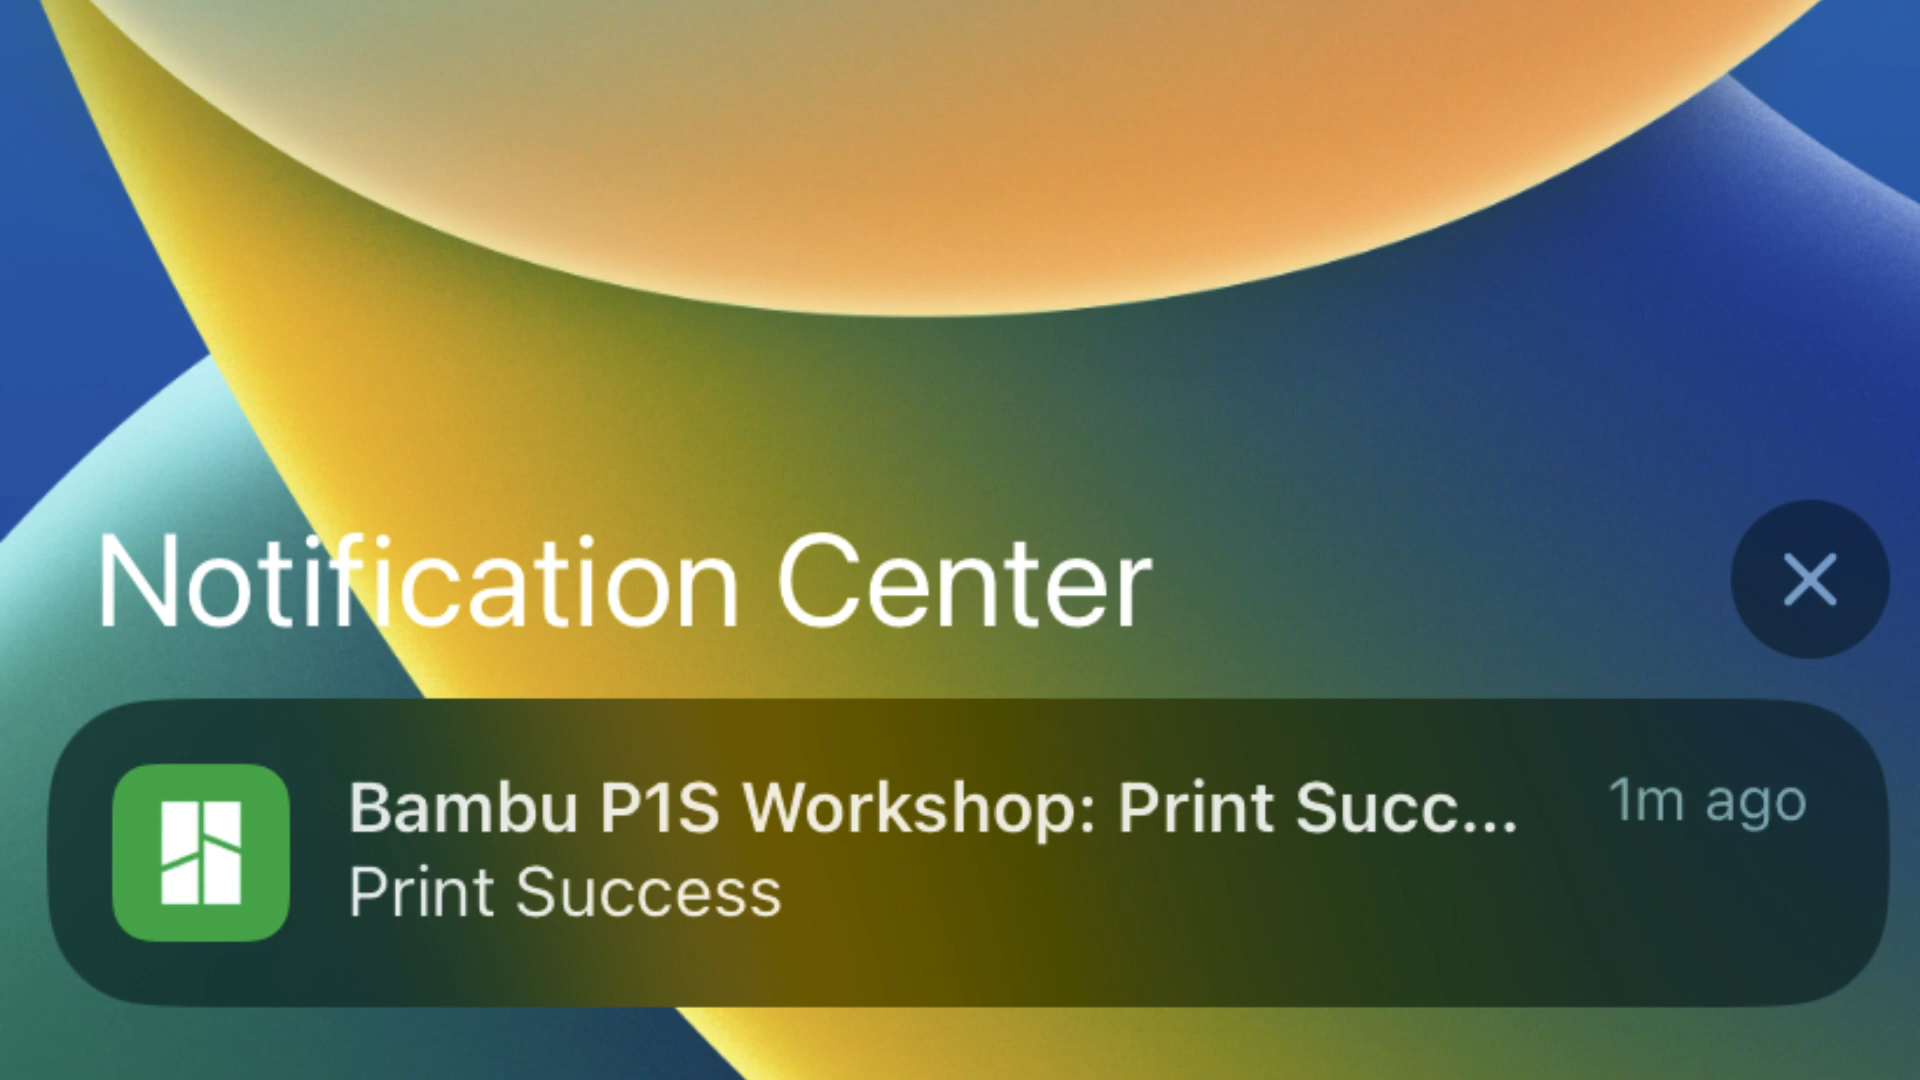 Notification Center
Bambu P1S Workshop: Print Succ...
1m ago
Print Success